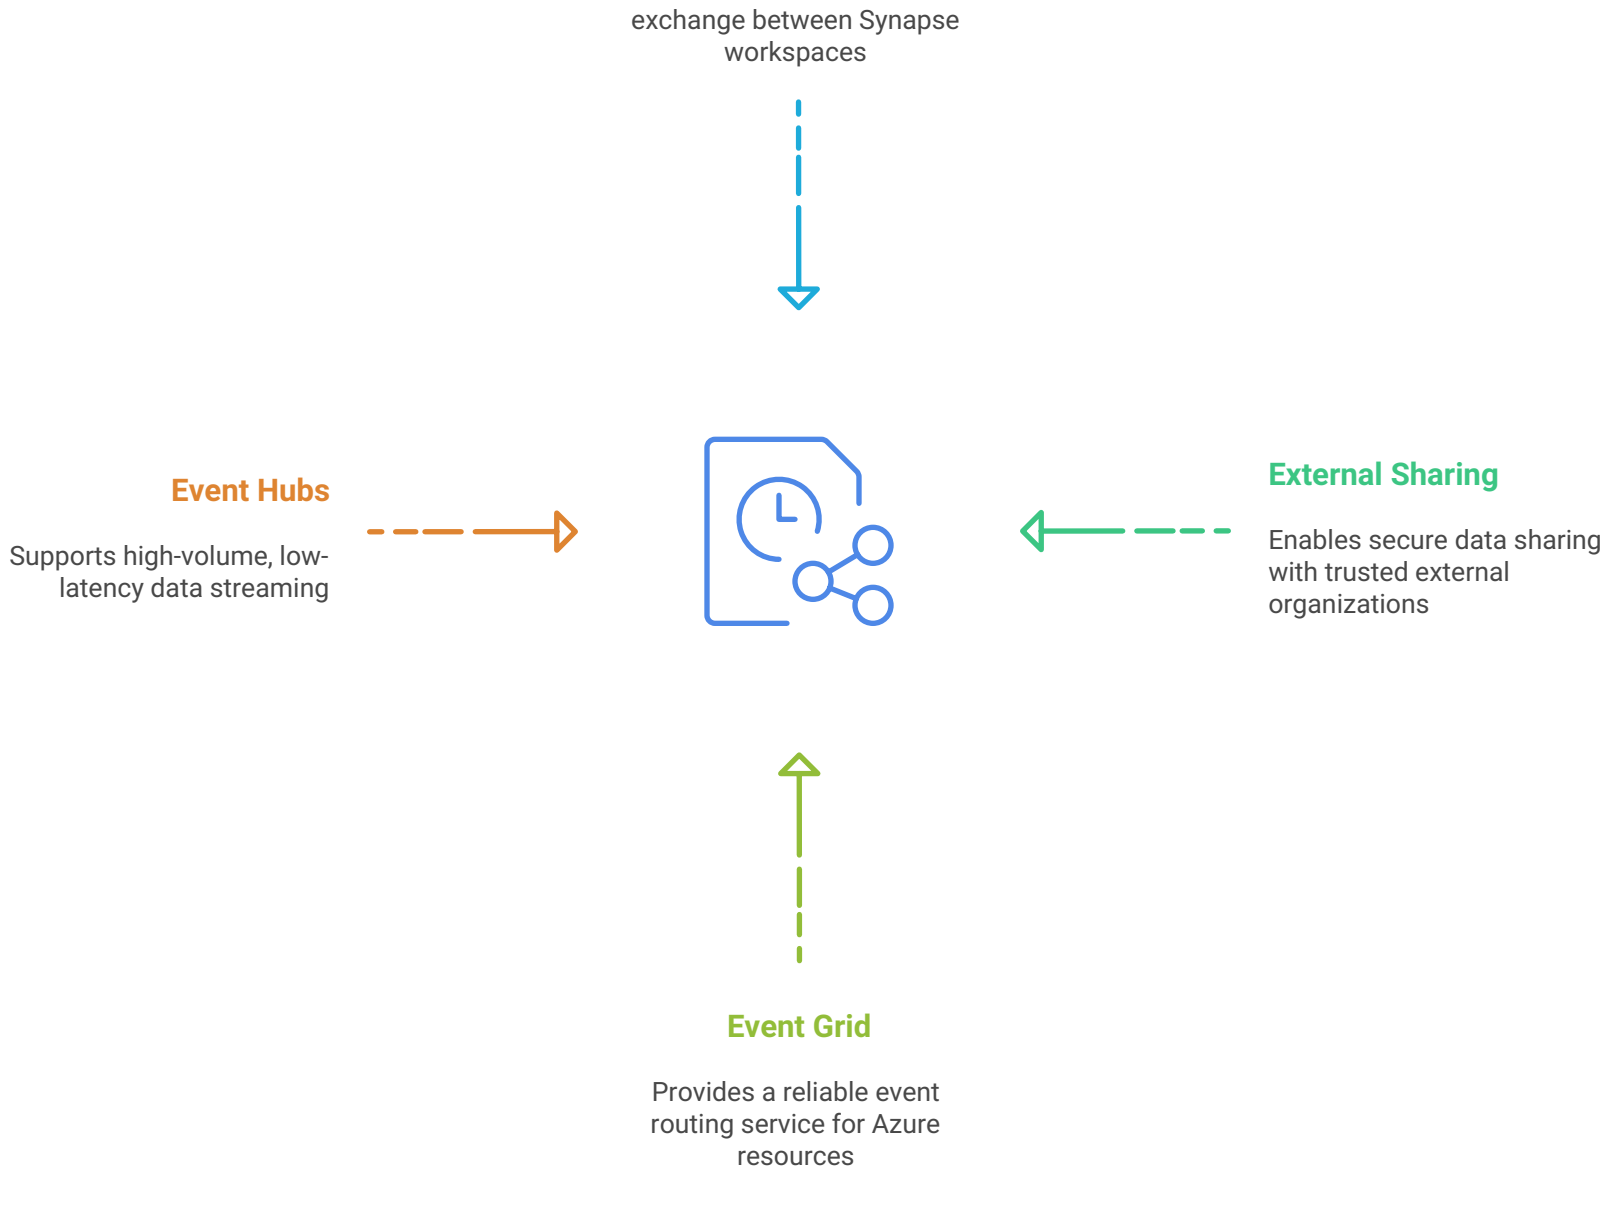 exchange between Synapse
workspaces
Event Hubs
Supports high-volume, low-
latency data streaming
External Sharing
Enables secure data sharing
with trusted external
organizations
Event Grid
Provides a reliable event
routing service for Azure
resources